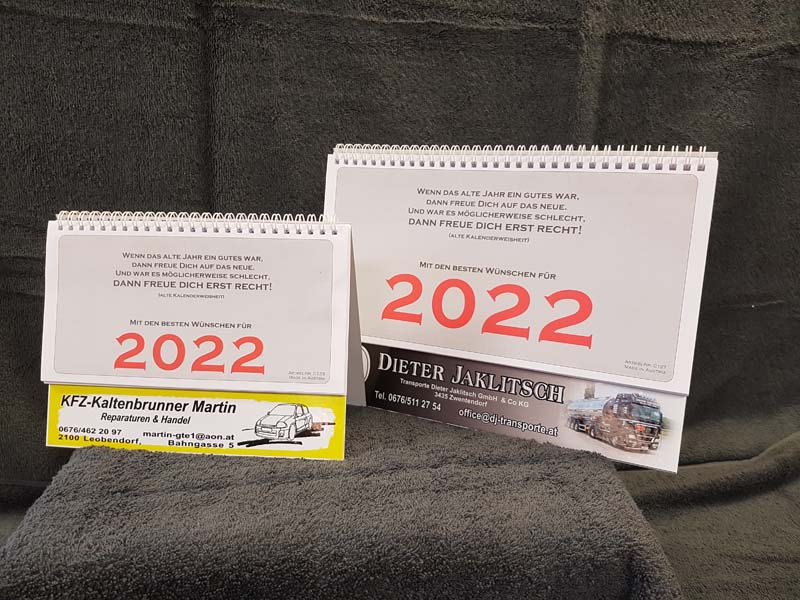 WENN DAS ALTE JAHR EIN GUTES WAR,
DANN FREUE DICH AUF DAS NEUE.
UND WAR ES MÖGLICHERWEISE SCHLECHT,
DANN FREUE DICH ERST RECHT!
(ALTE KALENDERWEISHEIT)
MIT DEN BESTEN WÜNSCHEN FÜR
2022
MADE IN AUSTRIA
KFZ-Kaltenbrunner Martin
Reparaturen & Handel
0676/462 20 97 martin-gte1@aon.at
2100 Leobendorf, Bahngasse 5
WENN DAS ALTE JAHR EIN GUTES WAR,
DANN FREUE DICH AUF DAS NEUE.
UND WAR ES MÖGLICHERWEISE SCHLECHT,
DANN FREUE DICH ERST RECHT!
(ALTE KALENDERWEISHEIT)
MIT DEN BESTEN WÜNSCHEN FÜR
2022
ARTIKELNR. C127
MADE IN AUSTRIA
DIETER JAKLITSCH
Transporte Dieter Jaklitsch GmbH & Co KG
3435 Zwentendorf
Tel. 0676/511 27 54 office@dj-transporte.at